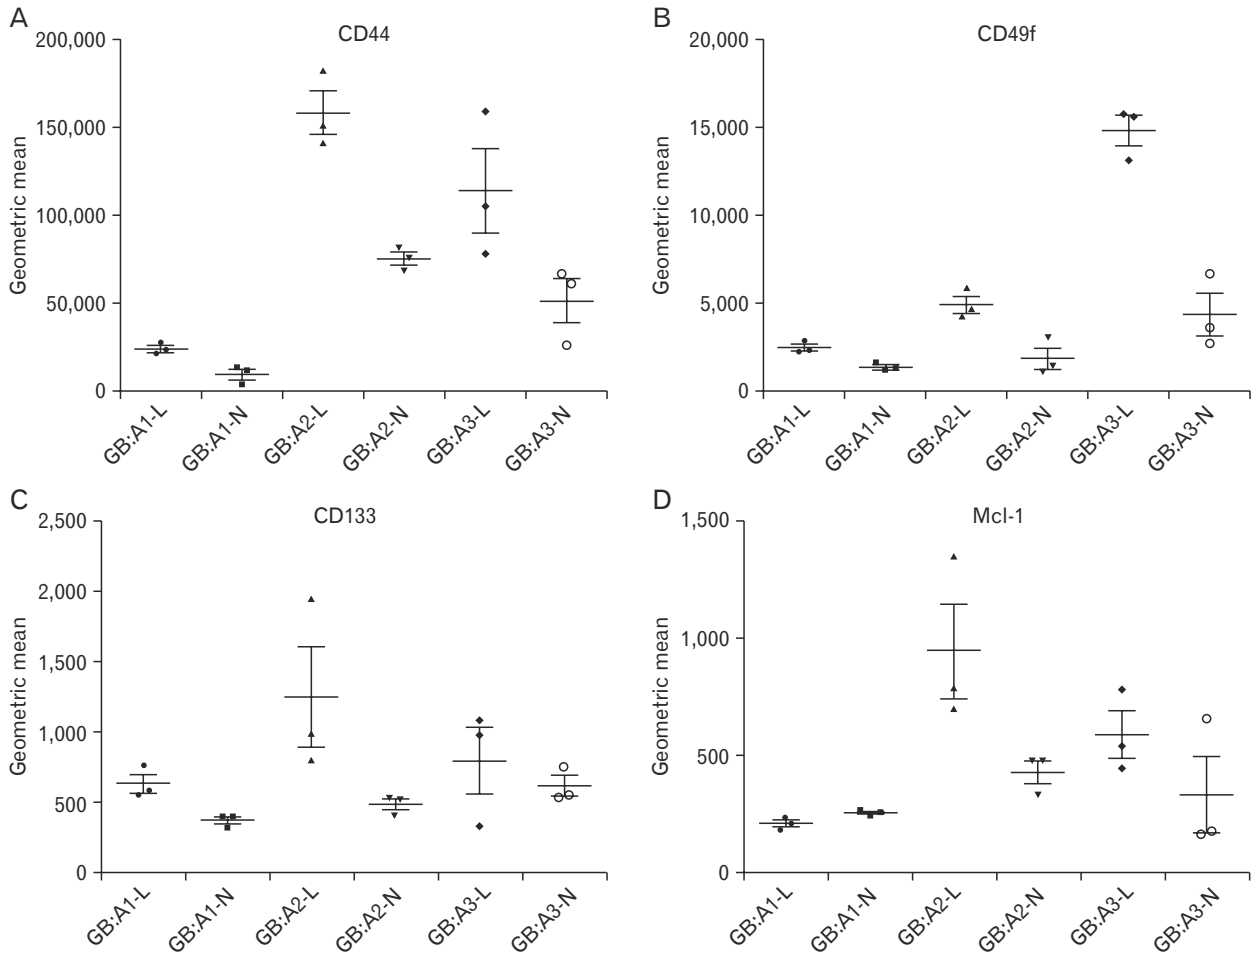 A
CD44
Geometric mean
200,000
150,000
100,000
50,000
0
GB:A1-L
GB:A1-N
GB:A2-L
GB:A2-N
GB:A3-L
GB:A3-N
B
CD49f
Geometric mean
20,000
15,000
10,000
5,000
0
GB:A1-L
GB:A1-N
GB:A2-L
GB:A2-N
GB:A3-L
GB:A3-N
C
CD133
Geometric mean
2,500
2,000
1,500
1,000
500
0
GB:A1-L
GB:A1-N
GB:A2-L
GB:A2-N
GB:A3-L
GB:A3-N
D
Mcl-1
Geometric mean
1,500
1,000
500
0
GB:A1-L
GB:A1-N
GB:A2-L
GB:A2-N
GB:A3-L
GB:A3-N